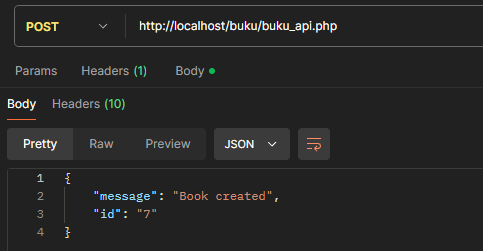 POST http://localhost/buku/buku_api.php
Params Headers (1) Body
Body Headers (10)
Pretty Raw Preview JSON
1 {
2 "message": "Book created",
3 "id": "7"
4 }